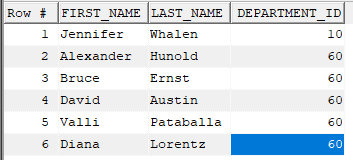 Row # FIRST_NAME LAST_NAME DEPARTMENT_ID
1 Jennifer Whalen 10
2 Alexander Hunold 60
3 Bruce Ernst 60
4 David Austin 60
5 Valli Pataballa 60
6 Diana Lorentz 60